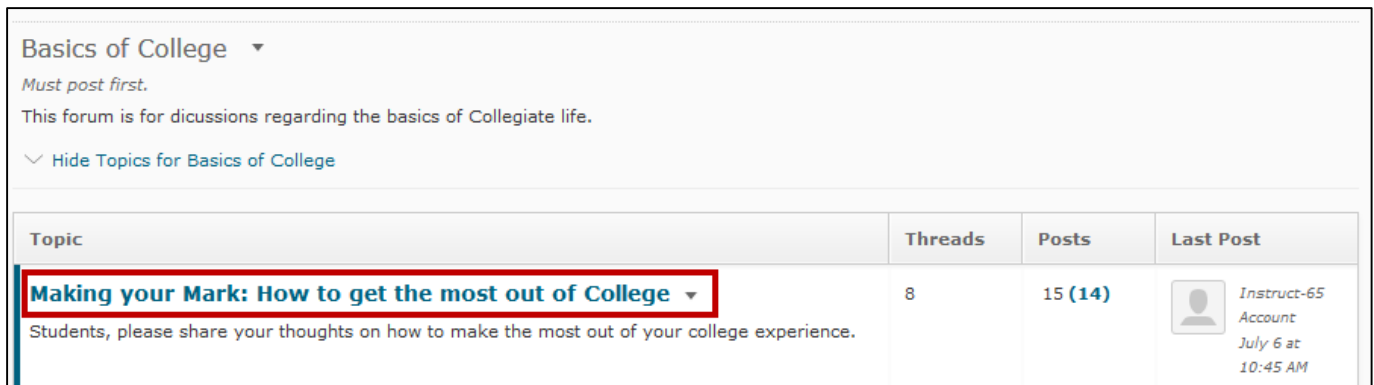 Basics of College
Must post first.
This forum is for dicussions regarding the basics of Collegiate life.
Hide Topics for Basics of College
Topic Threads Posts Last Post
Making your Mark: How to get the most out of College 8 15 (14) Instruct-65
Students, please share your thoughts on how to make the most out of your college experience. Account
July 6 at
10:45 AM